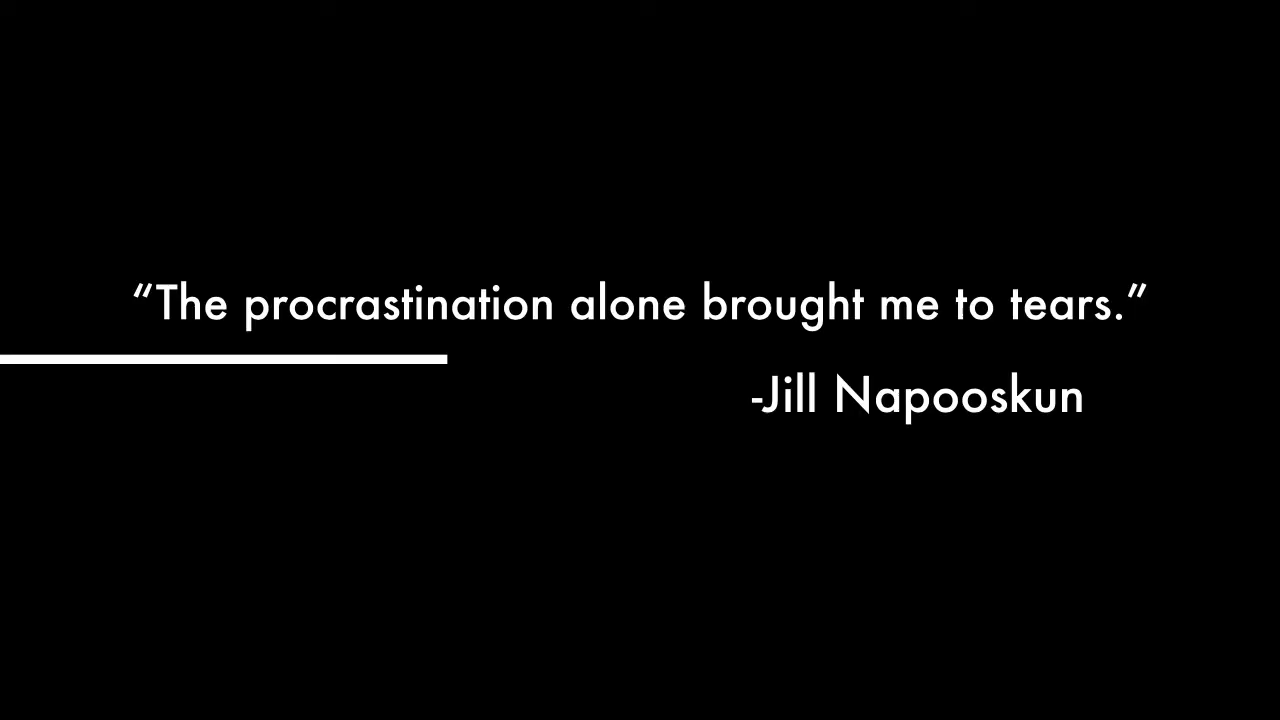 “The procrastination alone brought me to tears.”
-Jill Napooskun